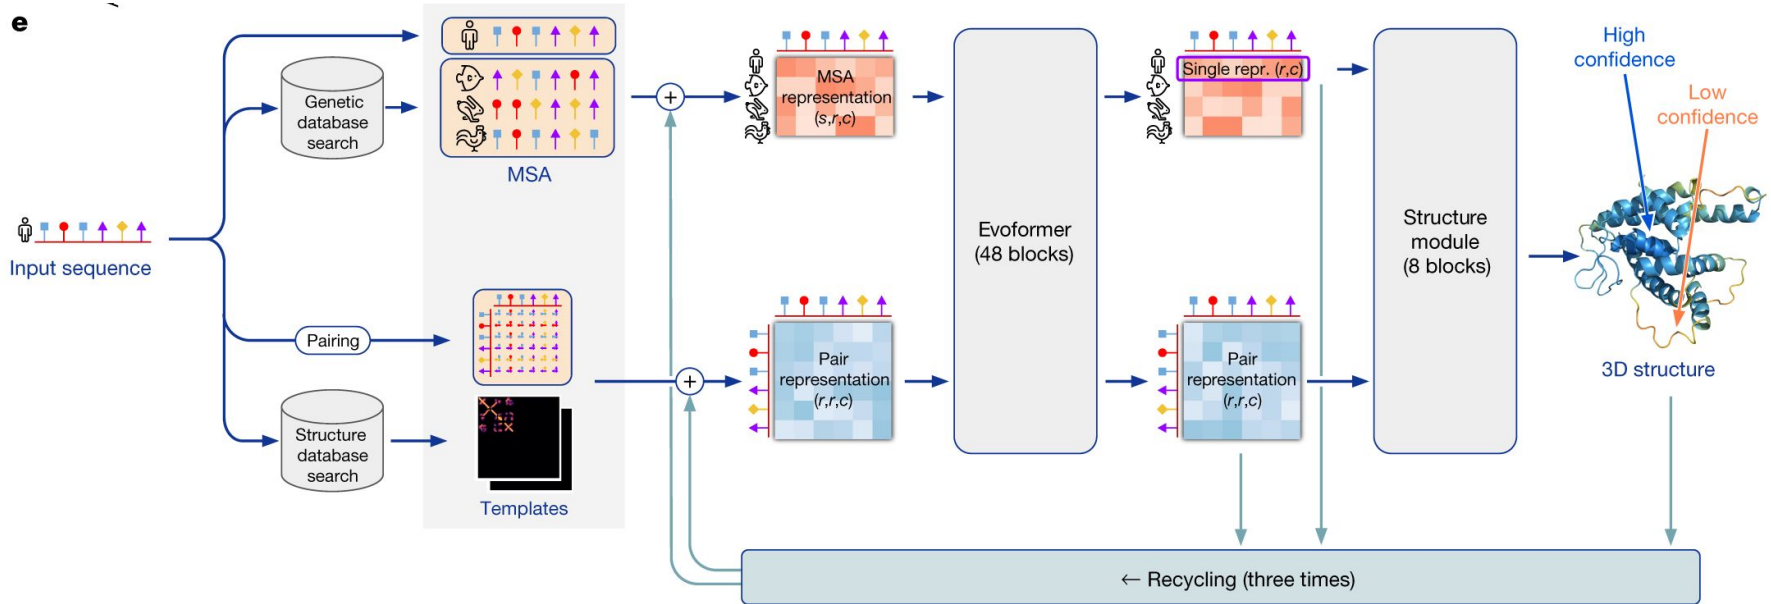 e
Input sequence
Genetic
database
search
MSA
Pairing
Structure
database
search
Templates
+
+
MSA
representation
(s,r,c)
Pair
representation
(r,r,c)
Evoformer
(48 blocks)
Single repr. (r,c)
Pair
representation
(r,r,c)
Structure
module
(8 blocks)
High
confidence
Low
confidence
3D structure
← Recycling (three times)